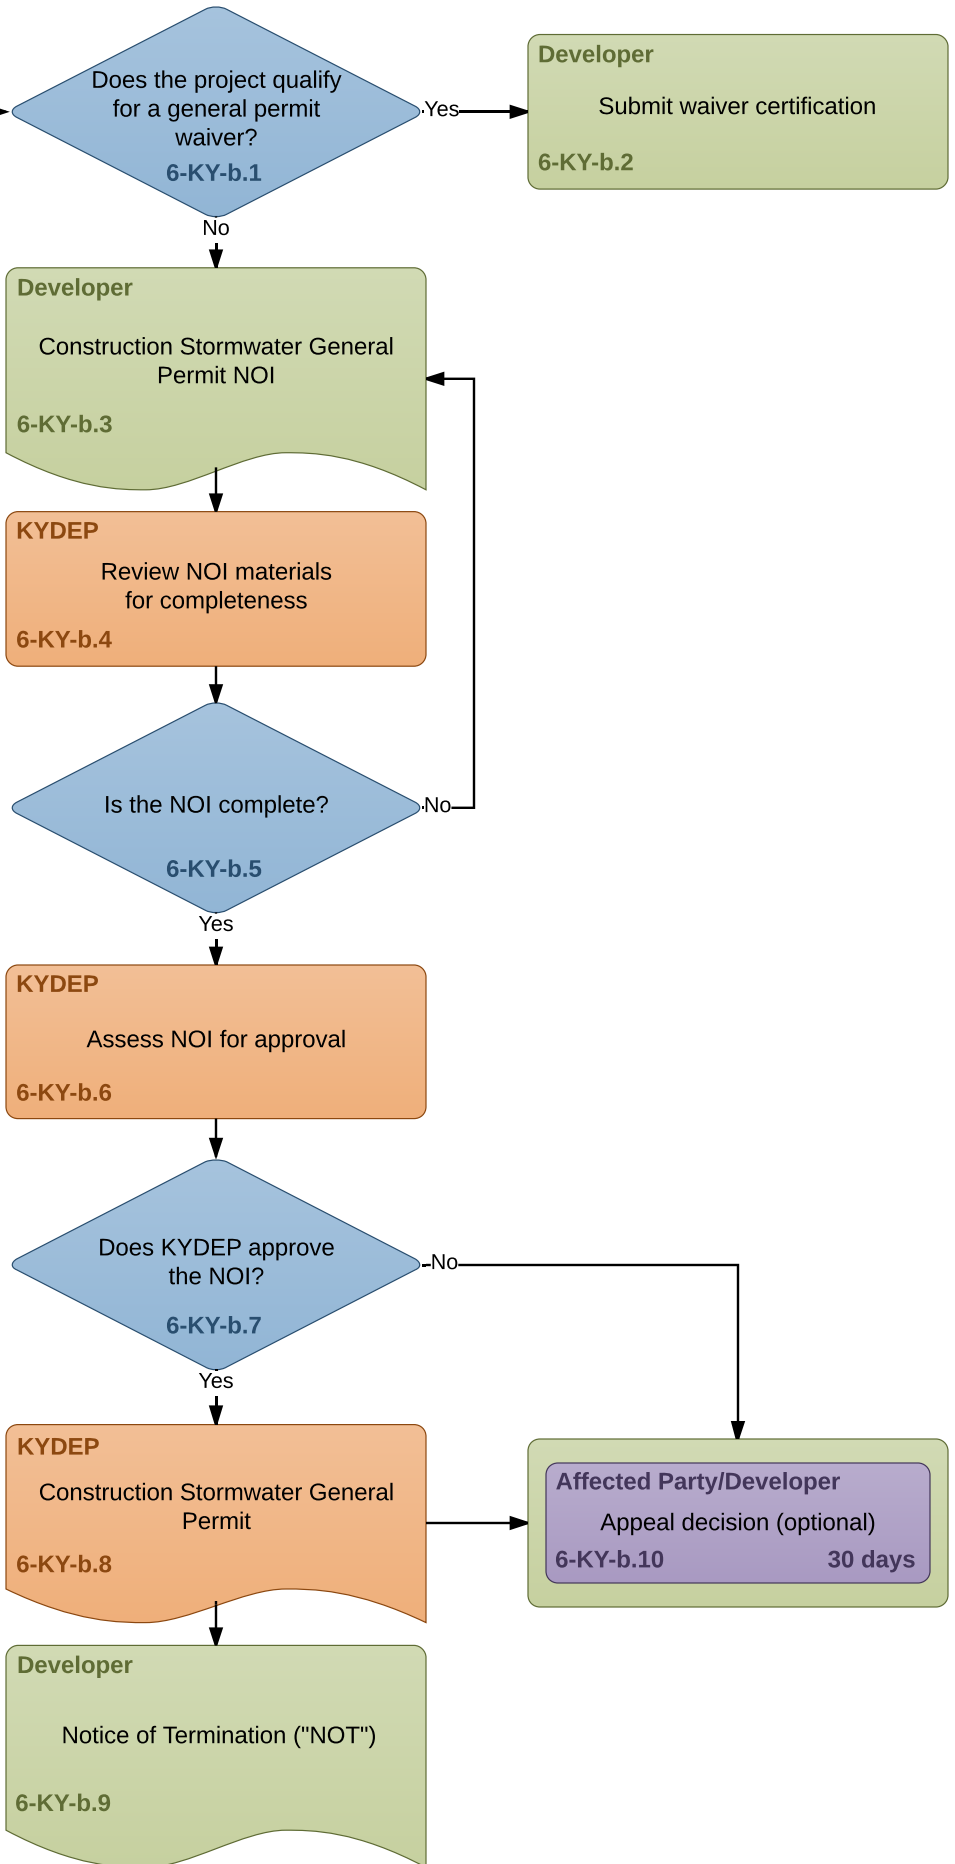 Does the project qualify
for a general permit
waiver?
6-KY-b.1
Yes
Developer
Submit waiver certification
6-KY-b.2
No
Developer
Construction Stormwater General
Permit NOI
6-KY-b.3
KYDEP
Review NOI materials
for completeness
6-KY-b.4
Is the NOI complete?
6-KY-b.5
No
Yes
KYDEP
Assess NOI for approval
6-KY-b.6
Does KYDEP approve
the NOI?
6-KY-b.7
No
Yes
KYDEP
Construction Stormwater General
Permit
6-KY-b.8
Affected Party/Developer
Appeal decision (optional)
6-KY-b.10 30 days
Developer
Notice of Termination ("NOT")
6-KY-b.9